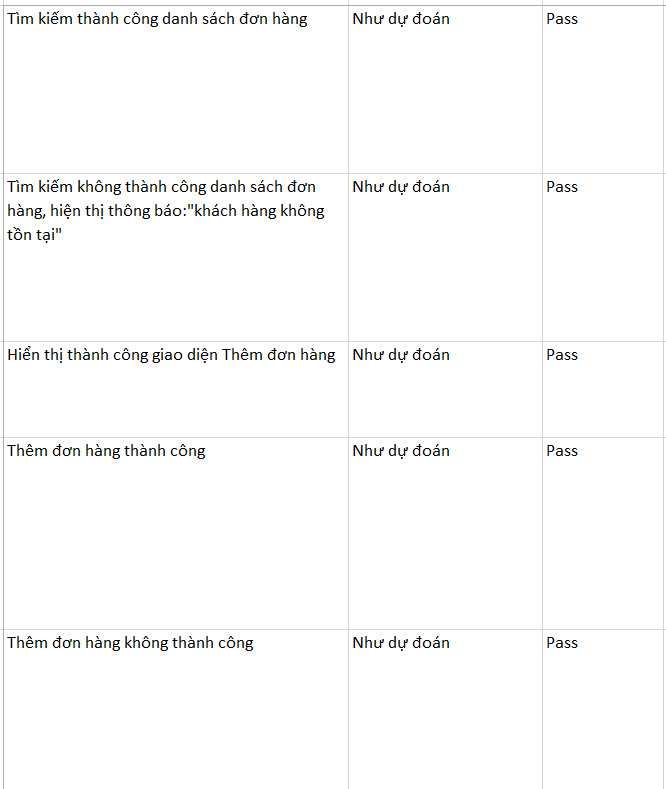 Tìm kiếm thành công danh sách đơn hàng
Như dự đoán
Pass
Tìm kiếm không thành công danh sách đơn
hàng, hiện thị thông báo:"khách hàng không
tồn tại"
Như dự đoán
Pass
Hiển thị thành công giao diện Thêm đơn hàng
Như dự đoán
Pass
Thêm đơn hàng thành công
Như dự đoán
Pass
Thêm đơn hàng không thành công
Như dự đoán
Pass